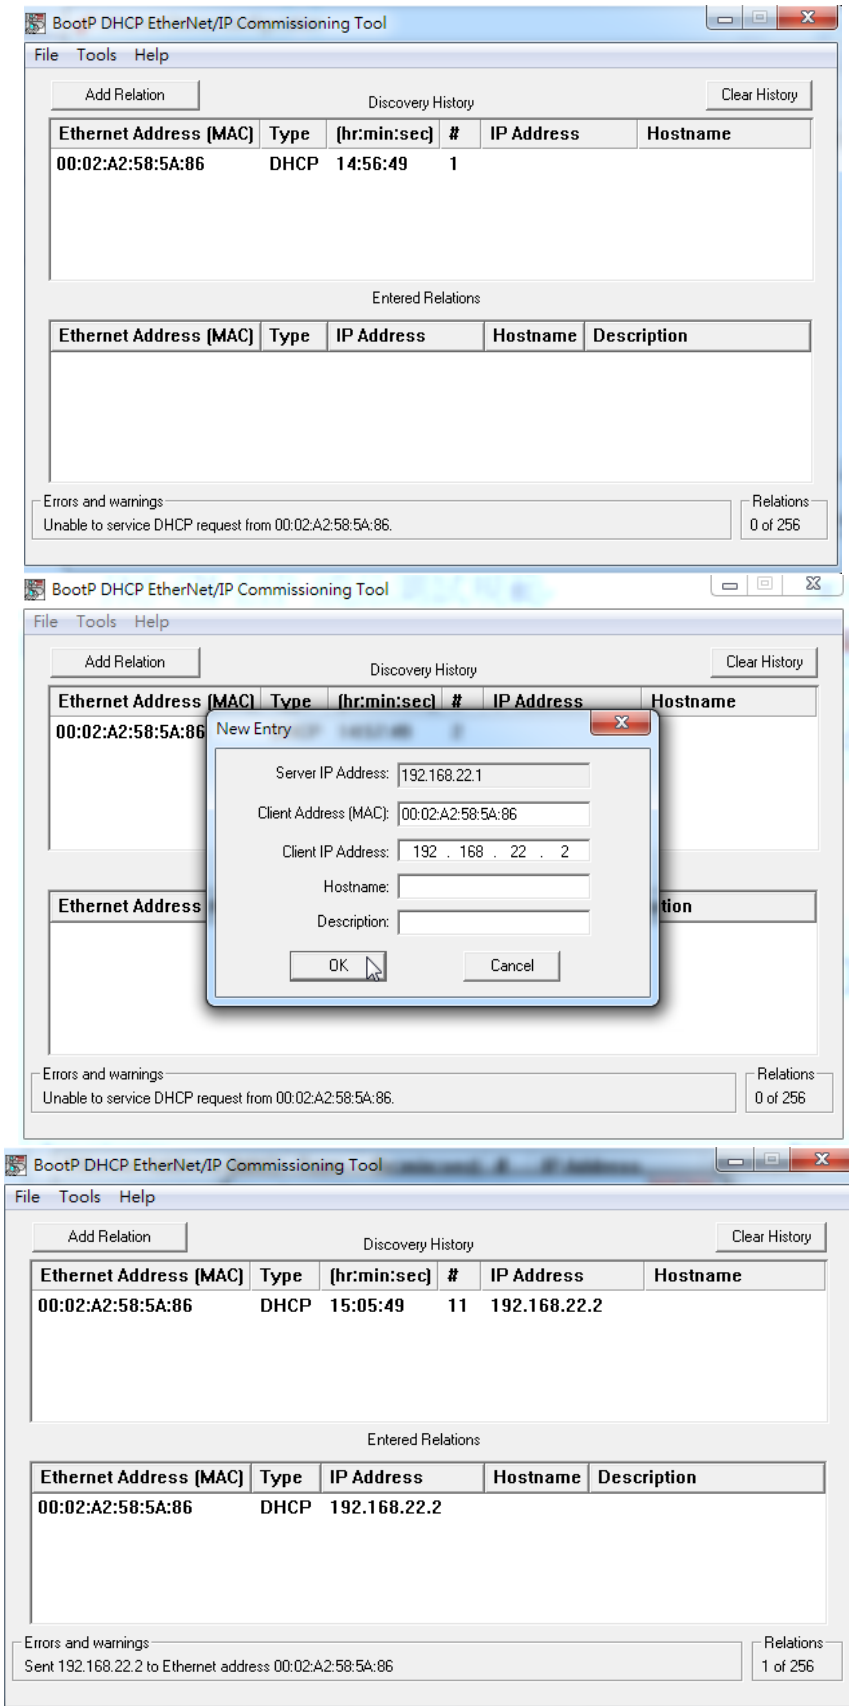 BootP DHCP EtherNet/IP Commissioning Tool
File Tools Help
Add Relation Discovery History Clear History
Ethernet Address (MAC) Type (hr:min:sec) # IP Address Hostname
00:02:A2:58:5A:86 DHCP 14:56:49 1
Entered Relations
Ethernet Address (MAC) Type IP Address Hostname Description
Errors and warnings Relations
Unable to service DHCP request from 00:02:A2:58:5A:86. 0 of 256
BootP DHCP EtherNet/IP Commissioning Tool
File Tools Help
Add Relation Discovery History Clear History
Ethernet Address (MAC) Type (hr:min:sec) # IP Address Hostname
00:02:A2:58:5A:86
New Entry
Server IP Address: 192.168.22.1
Client Address (MAC): 00:02:A2:58:5A:86
Client IP Address: 192 . 168 . 22 . 2
Hostname:
Ethernet Address tion
Description:
OK Cancel
Errors and warnings Relations
Unable to service DHCP request from 00:02:A2:58:5A:86. 0 of 256
BootP DHCP EtherNet/IP Commissioning Tool
File Tools Help
Add Relation Discovery History Clear History
Ethernet Address (MAC) Type (hr:min:sec) # IP Address Hostname
00:02:A2:58:5A:86 DHCP 15:05:49 11 192.168.22.2
Entered Relations
Ethernet Address (MAC) Type IP Address Hostname Description
00:02:A2:58:5A:86 DHCP 192.168.22.2
Errors and warnings Relations
Sent 192.168.22.2 to Ethernet address 00:02:A2:58:5A:86 1 of 256